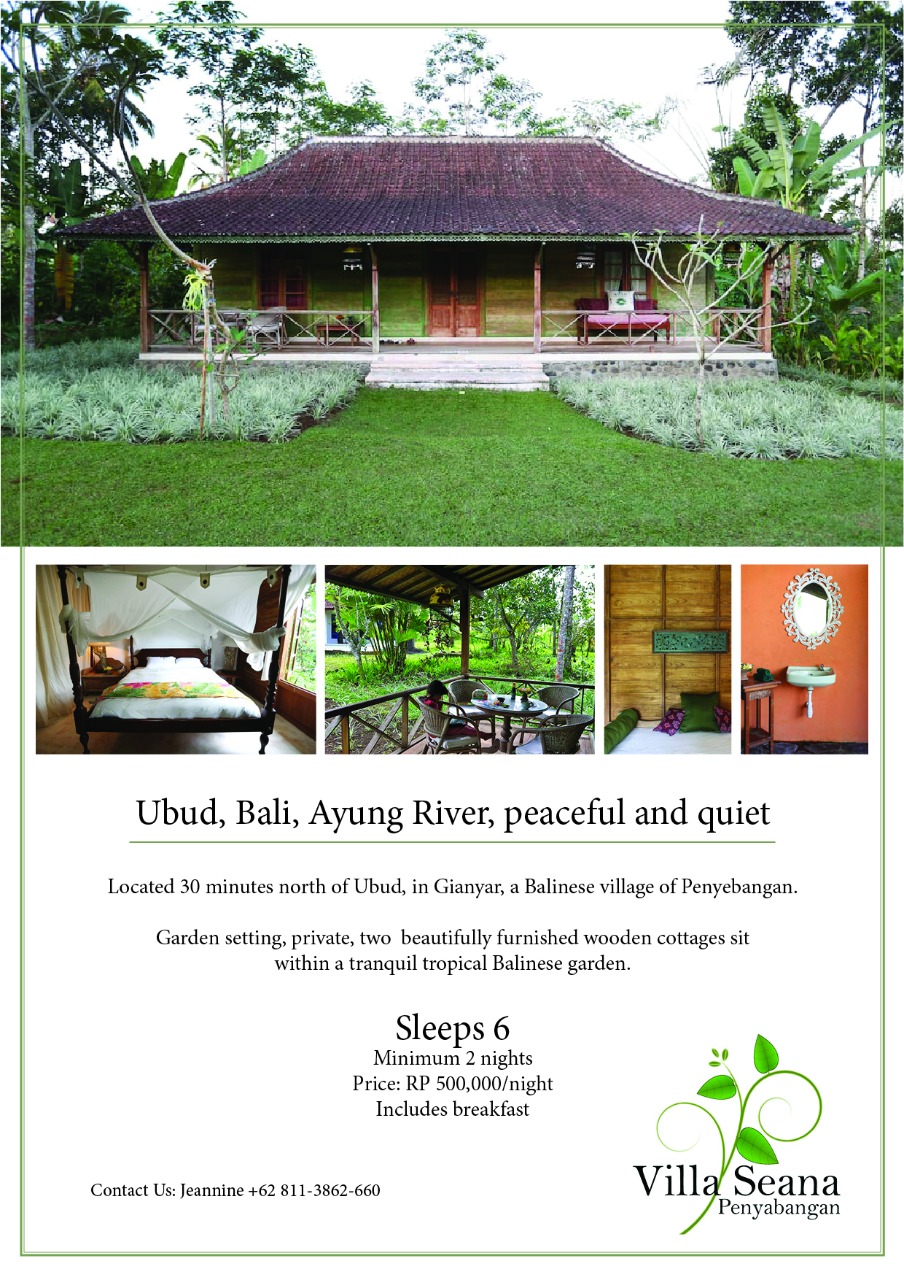 Ubud, Bali, Ayung River, peaceful and quiet
Located 30 minutes north of Ubud, in Gianyar, a Balinese village of Penyebangan.
Garden setting, private, two beautifully furnished wooden cottages sit
within a tranquil tropical Balinese garden.
Sleeps 6
Minimum 2 nights
Price: RP 500,000/night
Includes breakfast
Contact Us: Jeannine +62 811-3862-660
Villa Seana
Penyabangan